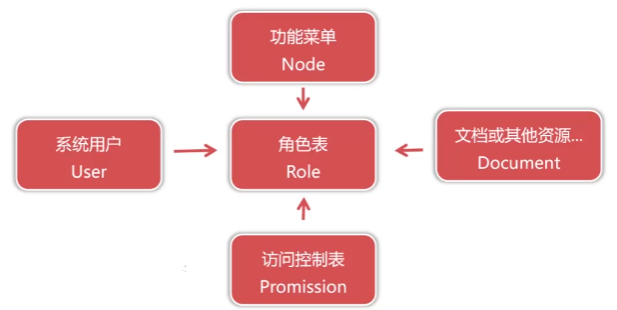 功能菜单
Node
系统用户
User
角色表
Role
文档或其他资源...
Document
访问控制表
Promission